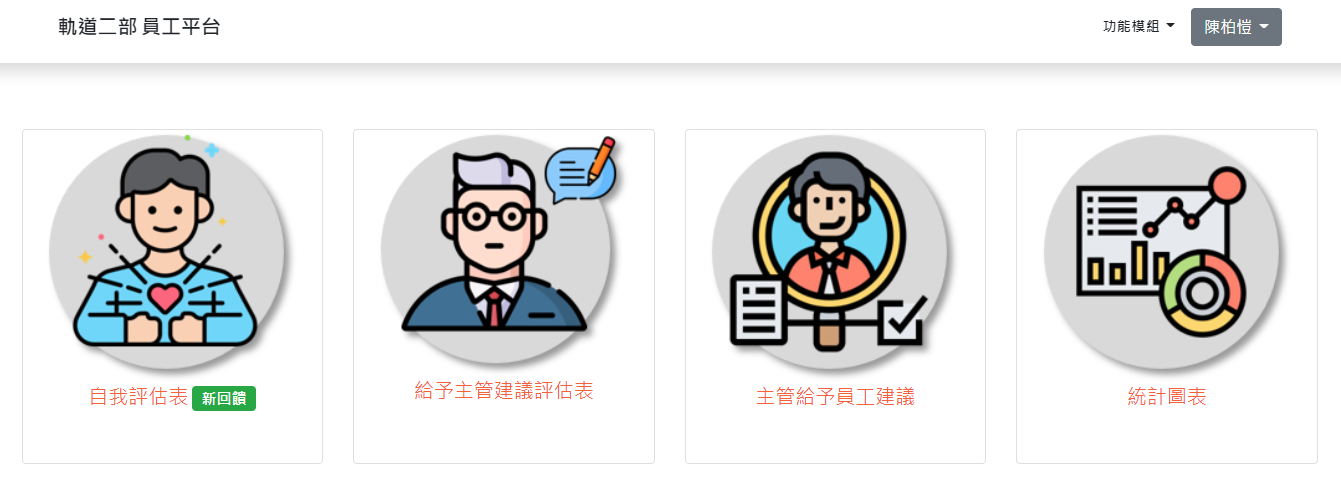 軌道二部 員工平台
功能模組
陳柏愷
自我評估表 新回饋
給予主管建議評估表
主管給予員工建議
統計圖表